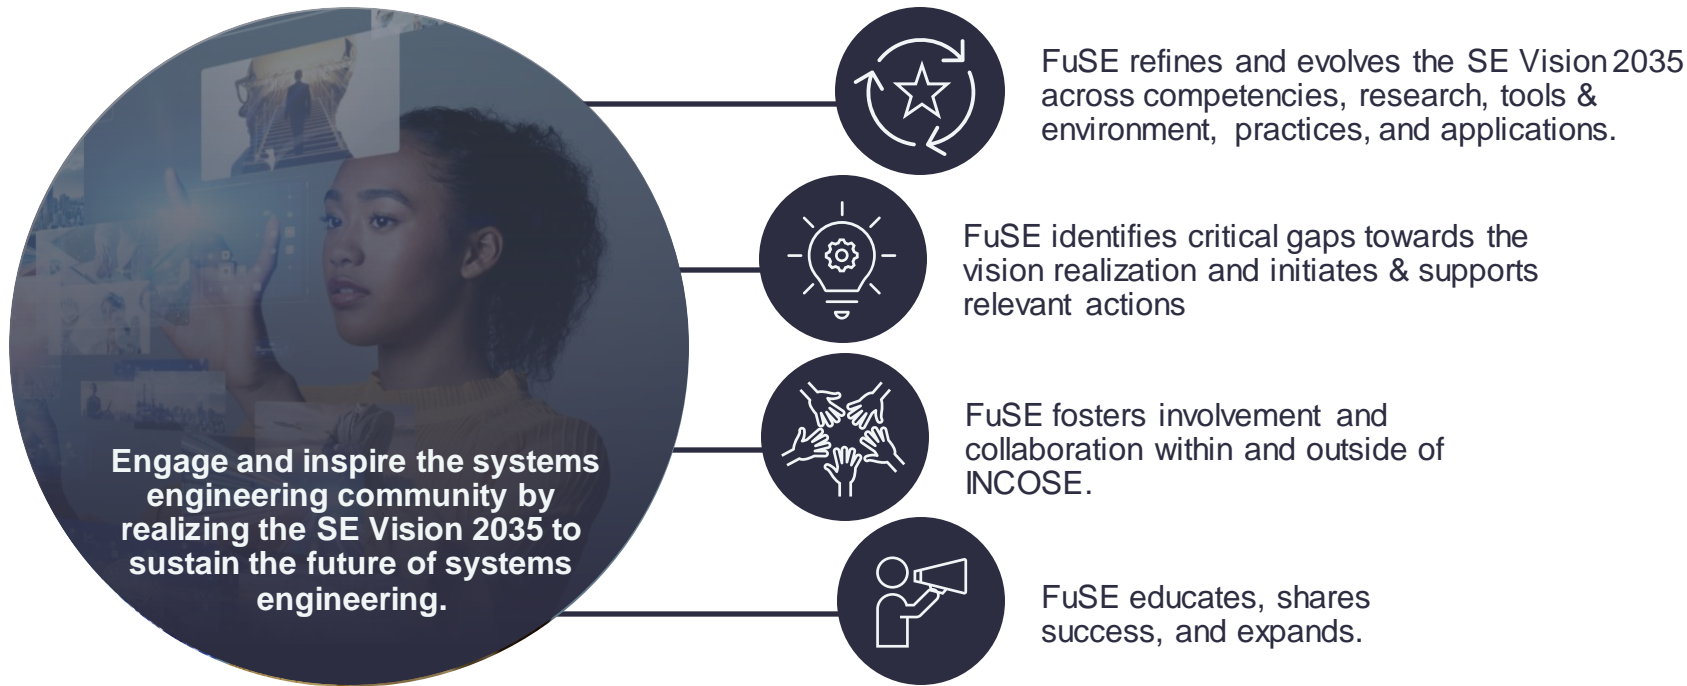 Engage and inspire the systems
engineering community by
realizing the SE Vision 2035 to
sustain the future of systems
engineering.
FuSE refines and evolves the SE Vision 2035
across competencies, research, tools &
environment, practices, and applications.
FuSE identifies critical gaps towards the
vision realization and initiates & supports
relevant actions
FuSE fosters involvement and
collaboration within and outside of
INCOSE.
FuSE educates, shares
success, and expands.